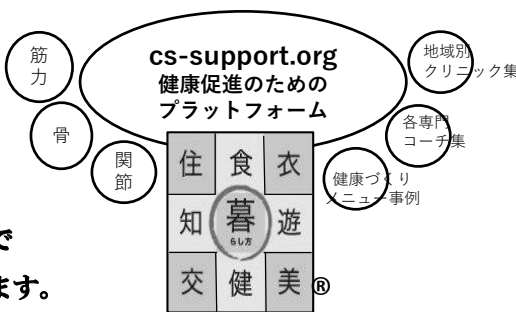 cs-support.org
健康促進のための
プラットフォーム
筋
力
骨
関
節
地域別
クリニック集
各専門
コーチ集
健康づくり
メニュー事例
住 食 衣
知 暮 遊
らし方
交 健 美 ®
で
ます。